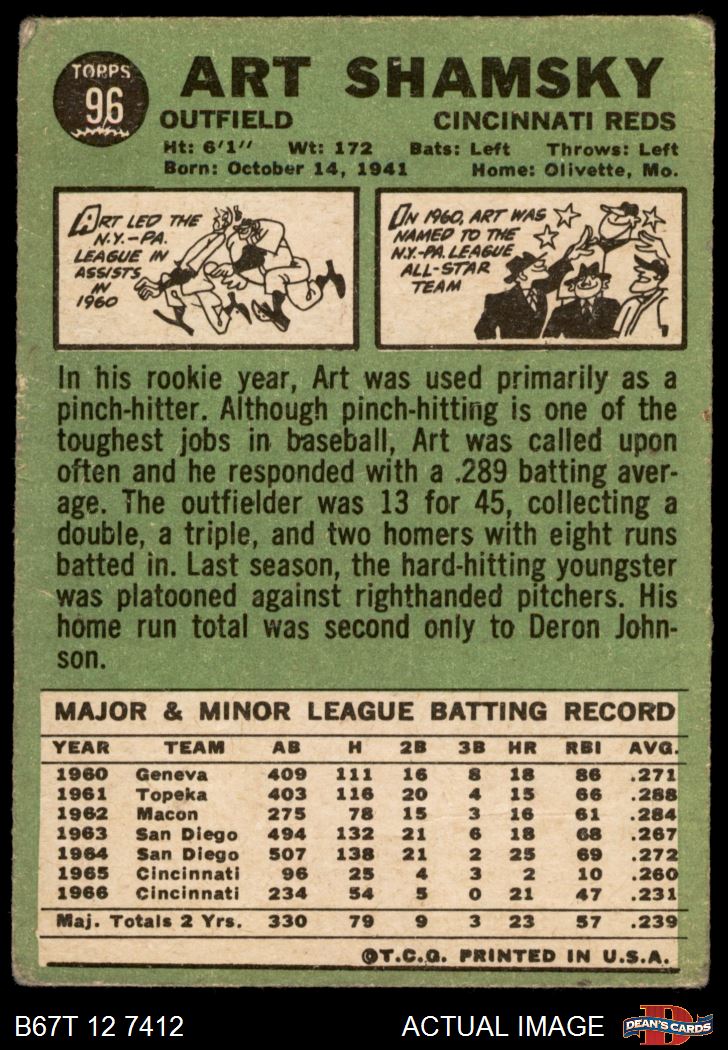 TOPPS
96
ART SHAMSKY
OUTFIELD CINCINNATI REDS
Ht: 6'1" Wt: 172 Bats: Left Throws: Left
Born: October 14, 1941 Home: Olivette, Mo.
ART LED THE
N.Y.-PA.
LEAGUE IN
ASSISTS
IN
1960
IN 1960, ART WAS
NAMED TO THE
N.Y.-PA. LEAGUE
ALL-STAR
TEAM
In his rookie year, Art was used primarily as a
pinch-hitter. Although pinch-hitting is one of the
toughest jobs in baseball, Art was called upon
often and he responded with a .289 batting aver-
age. The outfielder was 13 for 45, collecting a
double, a triple, and two homers with eight runs
batted in. Last season, the hard-hitting youngster
was platooned against righthanded pitchers. His
home run total was second only to Deron John-
son.
MAJOR & MINOR LEAGUE BATTING RECORD
YEAR TEAM AB H 2B 3B HR RBI AVG.
1960 Geneva 409 111 16 8 18 86 .271
1961 Topeka 403 116 20 4 15 66 .288
1962 Macon 275 78 15 3 16 61 .284
1963 San Diego 494 132 21 6 18 68 .267
1964 San Diego 507 138 21 2 25 69 .272
1965 Cincinnati 96 25 4 3 2 10 .260
1966 Cincinnati 234 54 5 0 21 47 .231
Maj. Totals 2 Yrs. 330 79 9 3 23 57 .239
©T.C.G. PRINTED IN U.S.A.
B67T 12 7412 ACTUAL IMAGE
D
DEAN'S CARDS